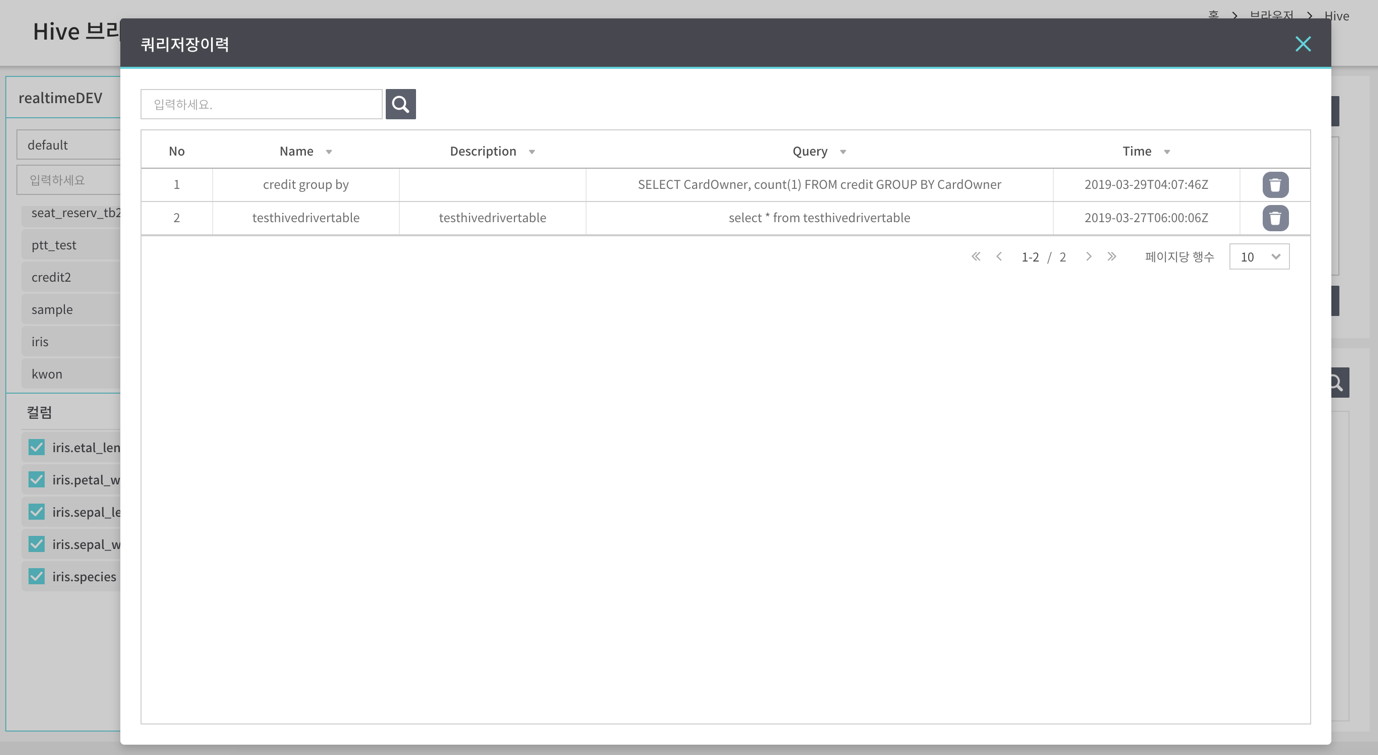 홈 > 브라우저 > Hive
Hive 브라
쿼리저장이력
입력하세요.
No Name Description Query Time
1 credit group by SELECT CardOwner, count(1) FROM credit GROUP BY CardOwner 2019-03-29T04:07:46Z
2 testhivedrivertable testhivedrivertable select * from testhivedrivertable 2019-03-27T06:00:06Z
1-2 / 2 페이지당 행수 10
realtimeDEV
default
입력하세요
seat_reserv_tb2
ptt_test
credit2
sample
iris
kwon
컬럼
iris.etal_len
iris.petal_w
iris.sepal_le
iris.sepal_w
iris.species